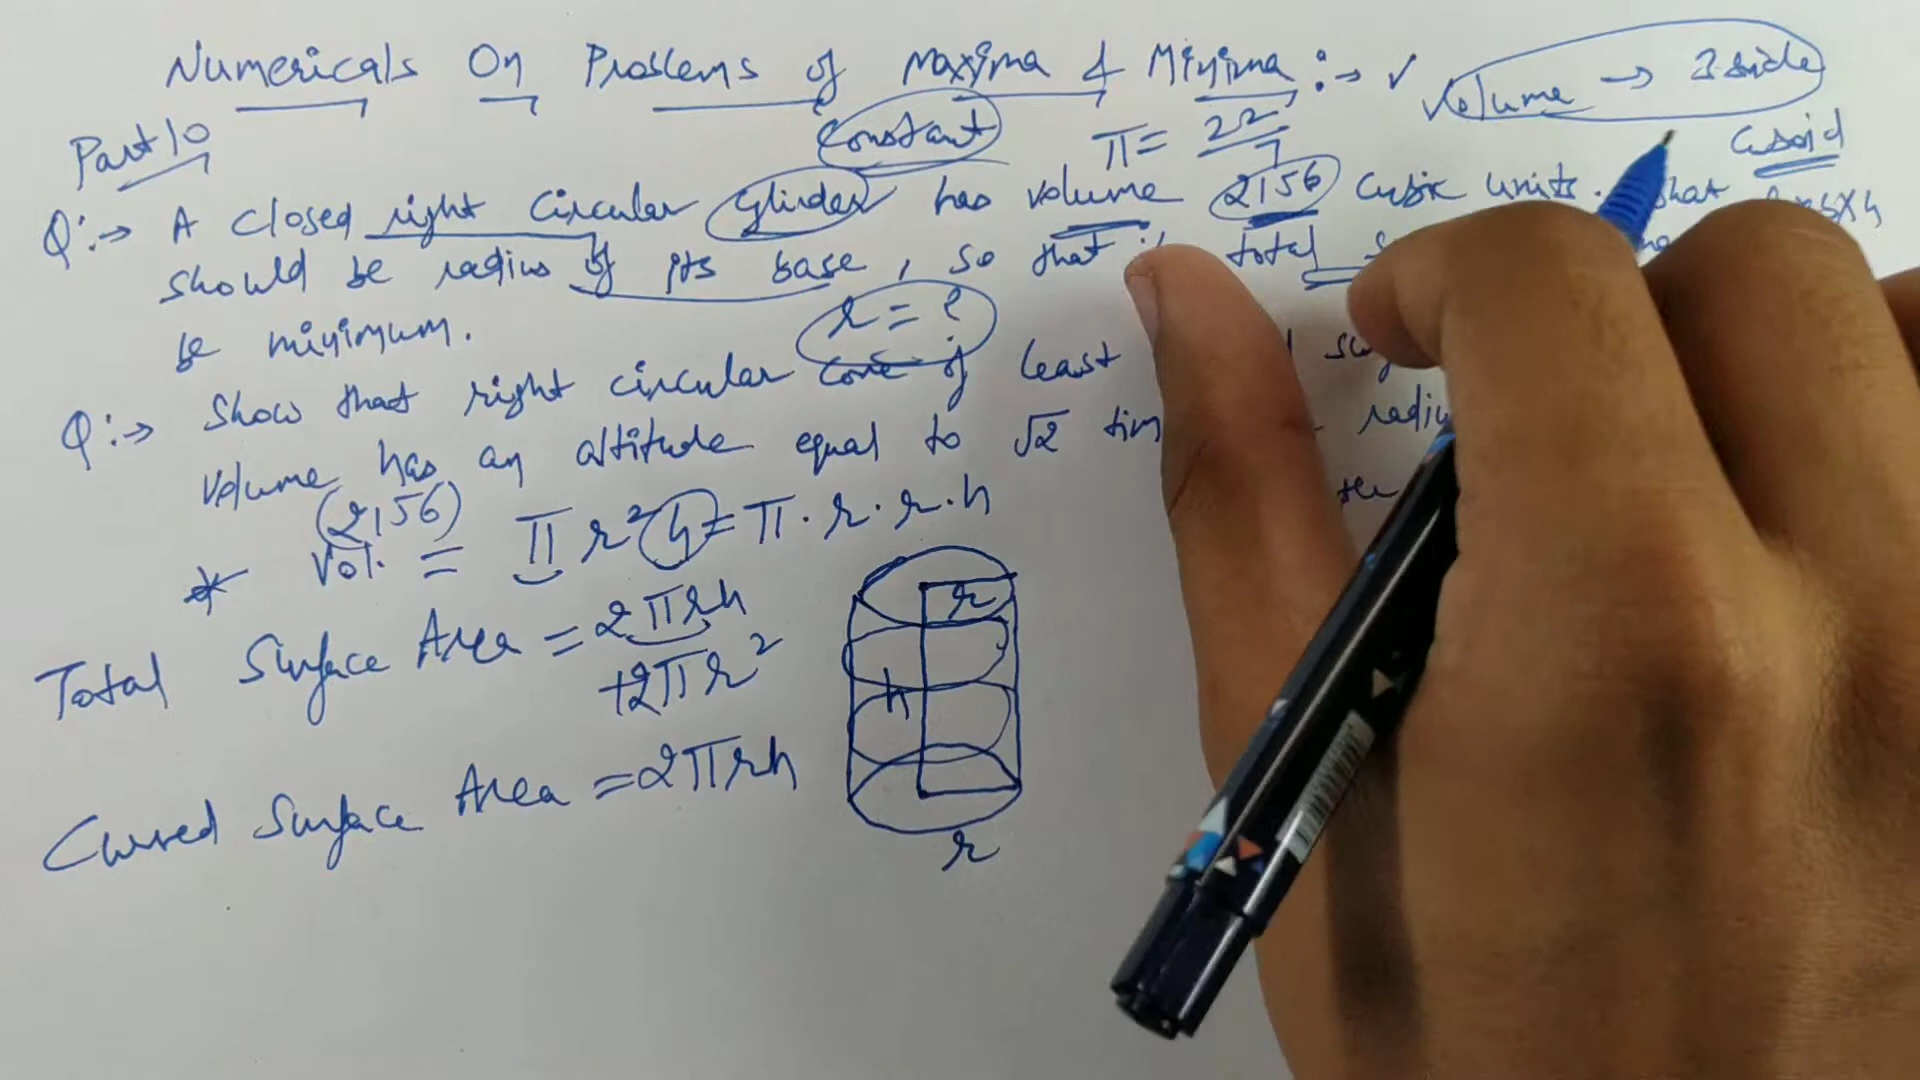 Numericals On Problems of Maxima & Minima :→ ✓
Volume → 3 side
Part 10
Constant
π = 22/7
Cuboid
Q:→ A closed right circular cylinder has volume 2156 cubic units. What
should be radius of its base, so that total
be minimum.
r = ?
Q:→ Show that right circular cone of least
volume has an altitude equal to √2 radius
the
(2156)
* Vol. = π r² h = π · r · r · h
r
Total Surface Area = 2πrh
+2πr²
h
Curved Surface Area = 2πrh
r